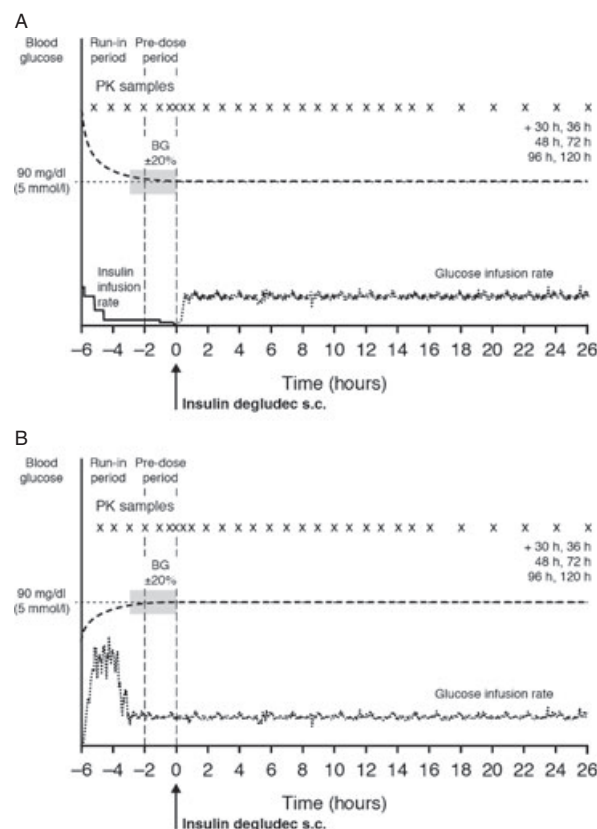 A
Blood Run-in Pre-dose
glucose period period
PK samples
x x x x x x x x x x x x x x x x x x x x x x x x x x x
+ 30 h, 36 h
48 h, 72 h
96 h, 120 h
BG
±20%
90 mg/dl
(5 mmol/l)
Insulin
infusion
rate
Glucose infusion rate
−6 −4 −2 0 2 4 6 8 10 12 14 16 18 20 22 24 26
Time (hours)
Insulin degludec s.c.
B
Blood Run-in Pre-dose
glucose period period
PK samples
x x x x x x x x x x x x x x x x x x x x x x x x x x x
+ 30 h, 36 h
48 h, 72 h
96 h, 120 h
BG
±20%
90 mg/dl
(5 mmol/l)
Glucose infusion rate
−6 −4 −2 0 2 4 6 8 10 12 14 16 18 20 22 24 26
Time (hours)
Insulin degludec s.c.